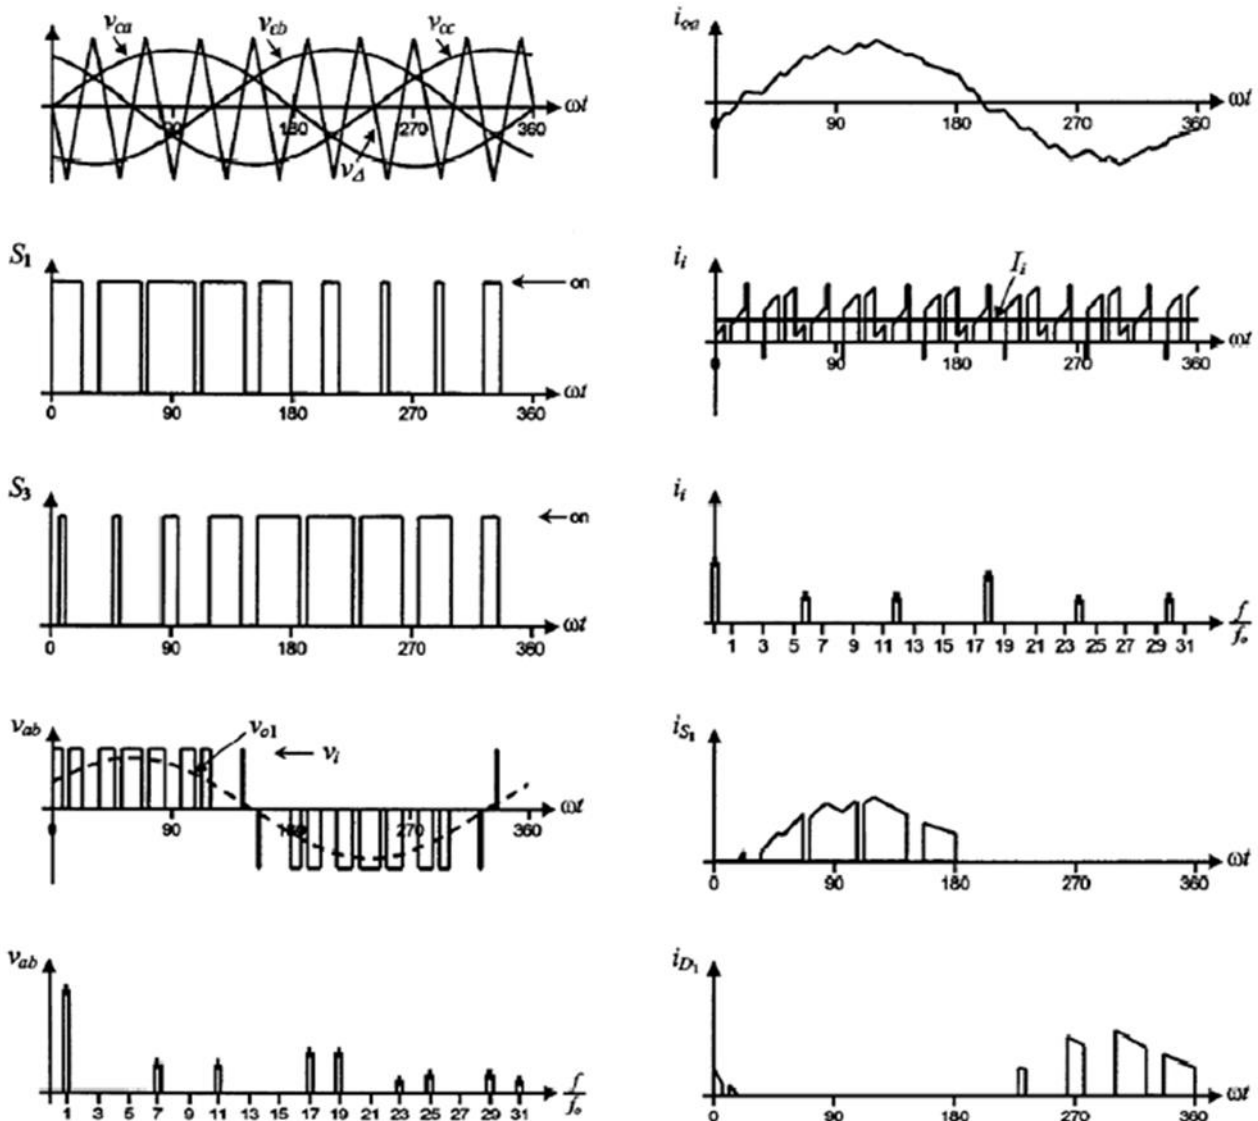 v_ca v_cb v_cc
ωt
90 180 270 360
v_Δ
i_oa
ωt
90 180 270 360
S_1
on
ωt
0 90 180 270 360
i_i I_i
ωt
0 90 180 270 360
S_3
on
ωt
0 90 180 270 360
i_i
f/f_o
1 3 5 7 9 11 13 15 17 19 21 23 25 27 29 31
v_ab v_o1 v_i
ωt
0 90 180 270 360
i_S1
ωt
0 90 180 270 360
v_ab
f/f_o
1 3 5 7 9 11 13 15 17 19 21 23 25 27 29 31
i_D1
ωt
0 90 180 270 360